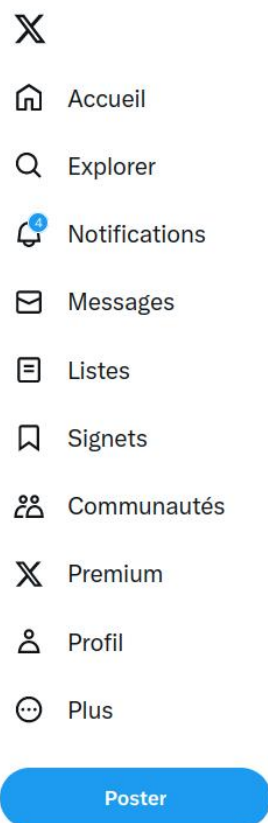 Accueil
Explorer
4
Notifications
Messages
Listes
Signets
Communautés
Premium
Profil
Plus
Poster